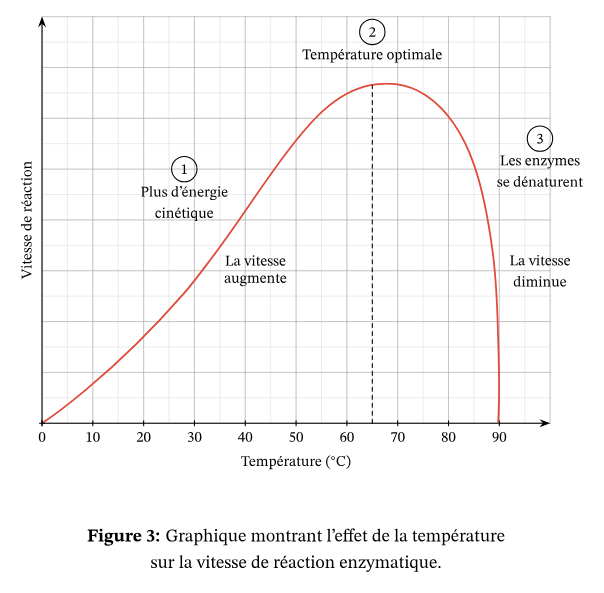 2
Température optimale
3
Les enzymes
se dénaturent
1
Plus d'énergie
cinétique
La vitesse
augmente
La vitesse
diminue
Vitesse de réaction
0 10 20 30 40 50 60 70 80 90
Température (°C)
Figure 3: Graphique montrant l'effet de la température
sur la vitesse de réaction enzymatique.